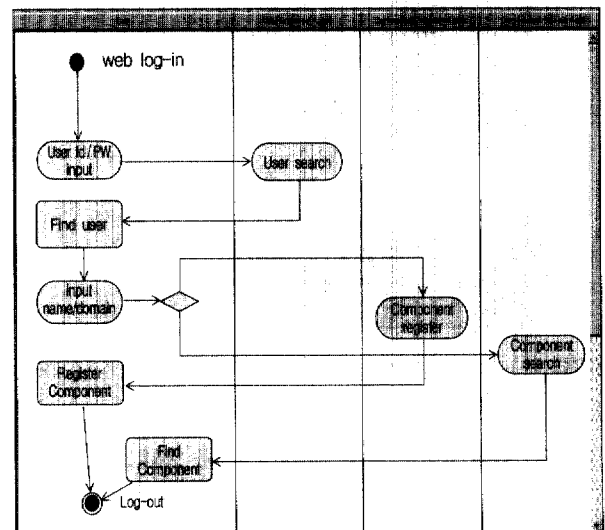 web log-in
User id / PW
input
User search
Find user
input
name/domain
Component
register
Component
search
Register
Component
Find
Component
Log-out